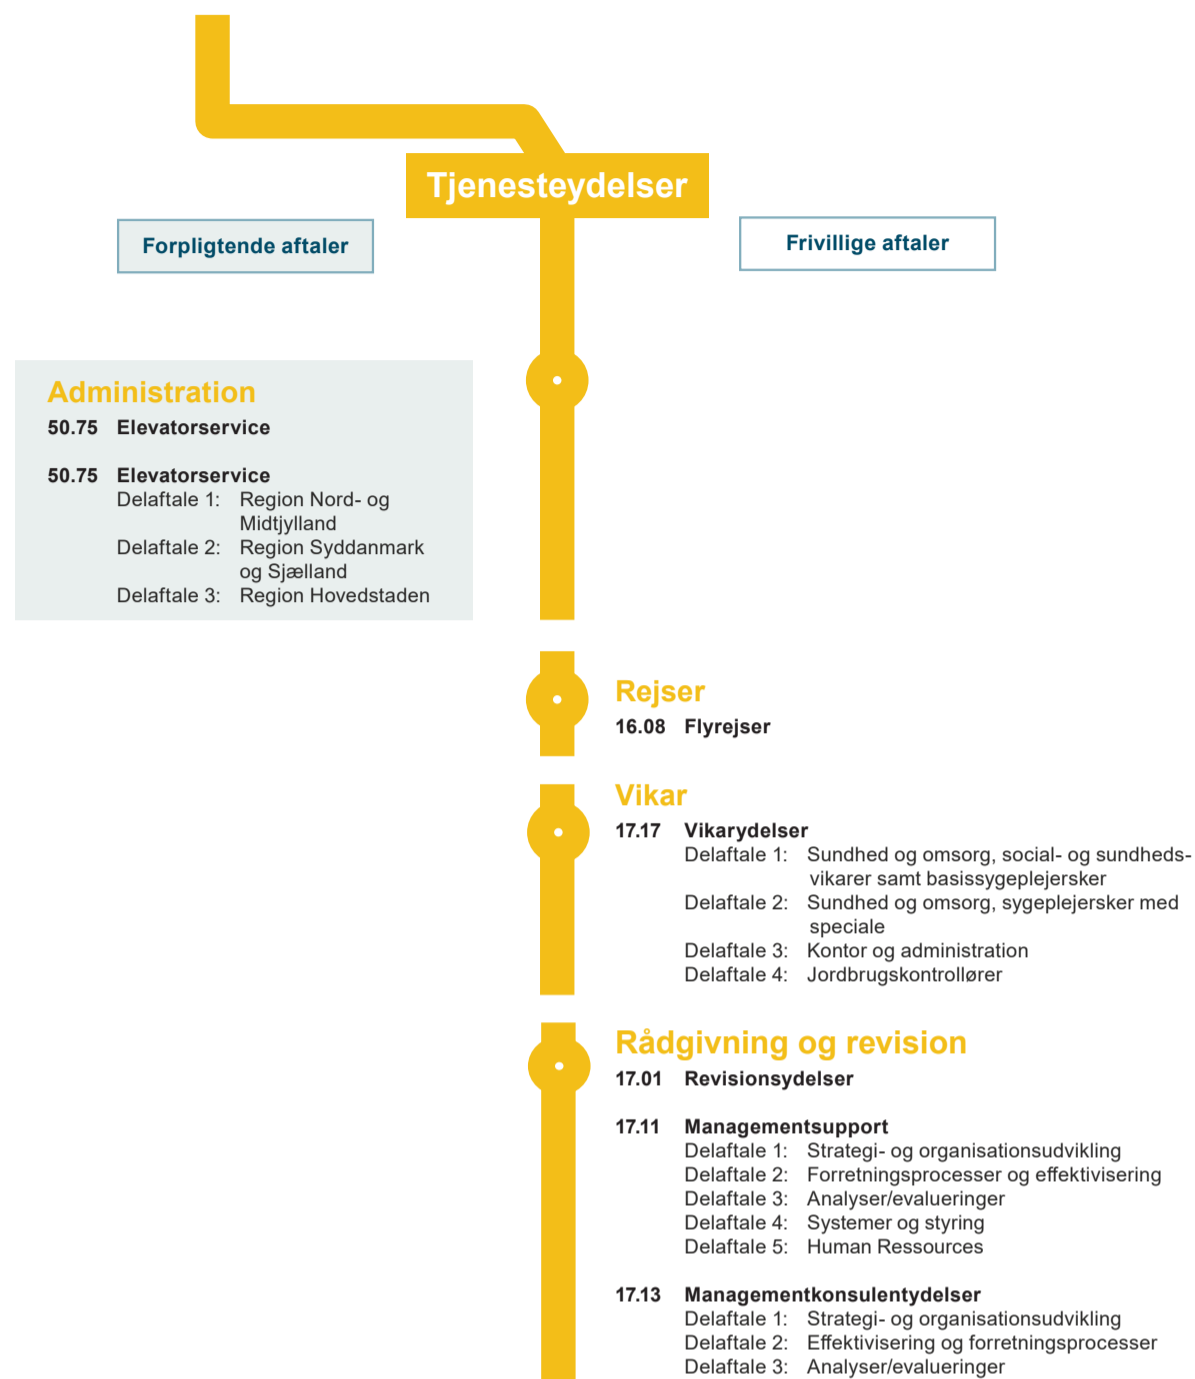 Tjenesteydelser
Forpligtende aftaler
Frivillige aftaler
Administration
50.75 Elevatorservice
50.75 Elevatorservice
Delaftale 1: Region Nord- og
Midtjylland
Delaftale 2: Region Syddanmark
og Sjælland
Delaftale 3: Region Hovedstaden
Rejser
16.08 Flyrejser
Vikar
17.17 Vikarydelser
Delaftale 1: Sundhed og omsorg, social- og sundheds-
vikarer samt basissygeplejersker
Delaftale 2: Sundhed og omsorg, sygeplejersker med
speciale
Delaftale 3: Kontor og administration
Delaftale 4: Jordbrugskontrollører
Rådgivning og revision
17.01 Revisionsydelser
17.11 Managementsupport
Delaftale 1: Strategi- og organisationsudvikling
Delaftale 2: Forretningsprocesser og effektivisering
Delaftale 3: Analyser/evalueringer
Delaftale 4: Systemer og styring
Delaftale 5: Human Ressources
17.13 Managementkonsulentydelser
Delaftale 1: Strategi- og organisationsudvikling
Delaftale 2: Effektivisering og forretningsprocesser
Delaftale 3: Analyser/evalueringer